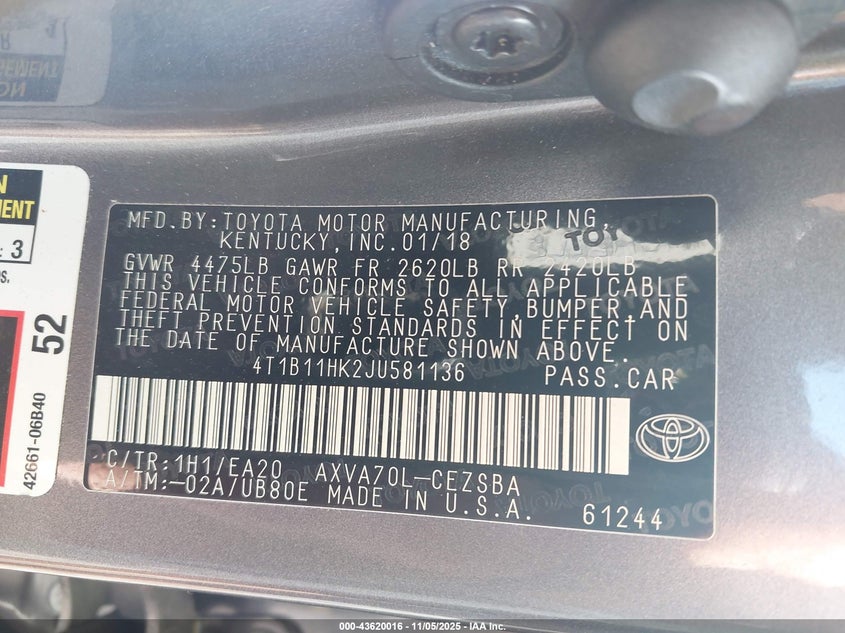 MFD.BY:TOYOTA MOTOR MANUFACTURING,
KENTUCKY, INC.01/18
TOYOTA
GVWR 4475LB GAWR FR 2620LB RR 2420LB
THIS VEHICLE CONFORMS TO ALL APPLICABLE
FEDERAL MOTOR VEHICLE SAFETY,BUMPER,AND
THEFT PREVENTION STANDARDS IN EFFECT ON
THE DATE OF MANUFACTURE SHOWN ABOVE.
4T1B11HK2JU581136 PASS.CAR
C/TR:1H1/EA20 AXVA70L-CEZSBA
A/TM:-02A/UB80E MADE IN U.S.A. 61244
: 3
52
42661-06B40
000-43620016 - 11/05/2025 - IAA Inc.